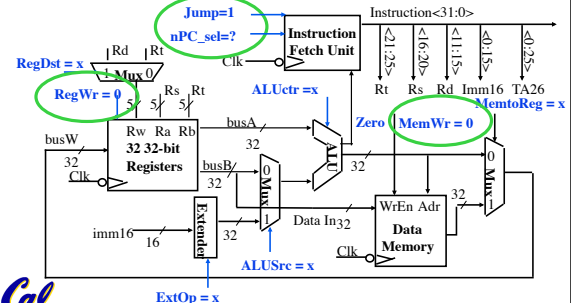 Jump=1
nPC_sel=?
Clk
Instruction
Fetch Unit
Instruction<31:0>
<21:25>
<16:20>
<11:15>
<0:15>
<0:25>
Rt
Rs
Rd
Imm16
TA26
Rd
Rt
RegDst = x
1 Mux 0
RegWr = 0
5
5
5
Rs
Rt
ALUctr = x
Zero
MemWr = 0
MemtoReg = x
busW
32
Clk
Rw Ra Rb
32 32-bit
Registers
busA
32
busB
32
0
Mux
1
ALU
32
0
Mux
1
WrEn Adr
Data
Memory
32
Data In
32
Clk
imm16
16
Extender
32
ALUSrc = x
ExtOp = x
Cal